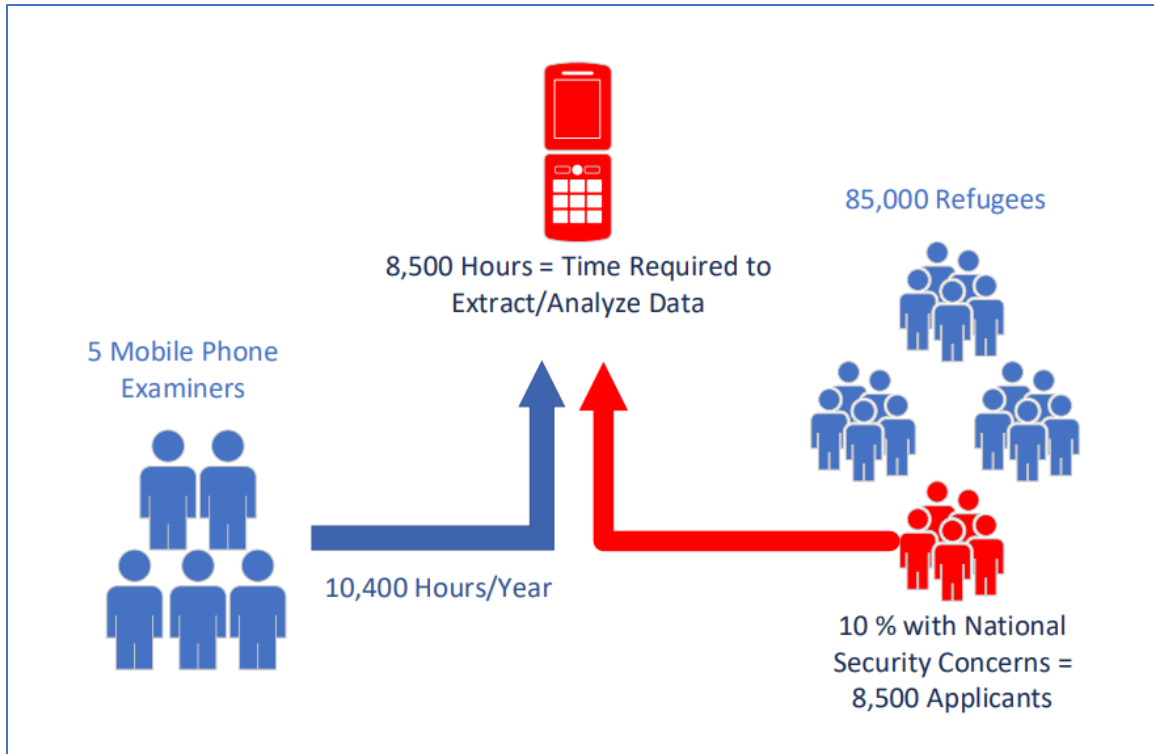 85,000 Refugees
8,500 Hours = Time Required to
Extract/Analyze Data
5 Mobile Phone
Examiners
10,400 Hours/Year
10 % with National
Security Concerns =
8,500 Applicants